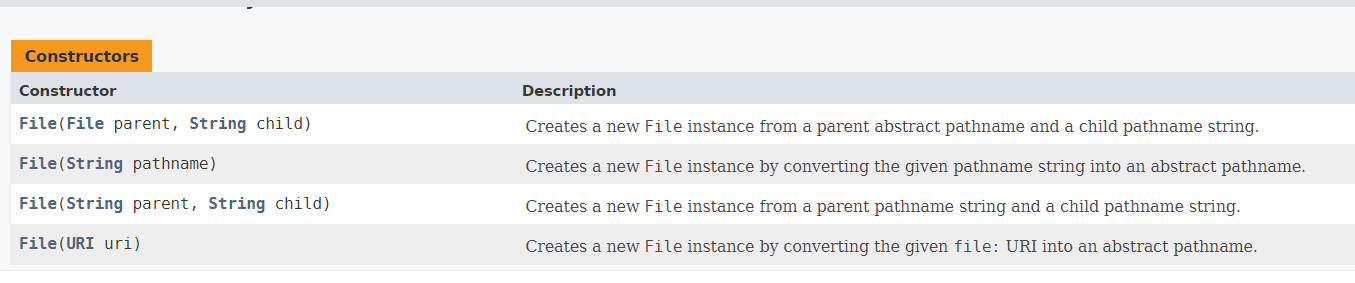 Constructors
Constructor Description
File(File parent, String child) Creates a new File instance from a parent abstract pathname and a child pathname string.
File(String pathname) Creates a new File instance by converting the given pathname string into an abstract pathname.
File(String parent, String child) Creates a new File instance from a parent pathname string and a child pathname string.
File(URI uri) Creates a new File instance by converting the given file: URI into an abstract pathname.